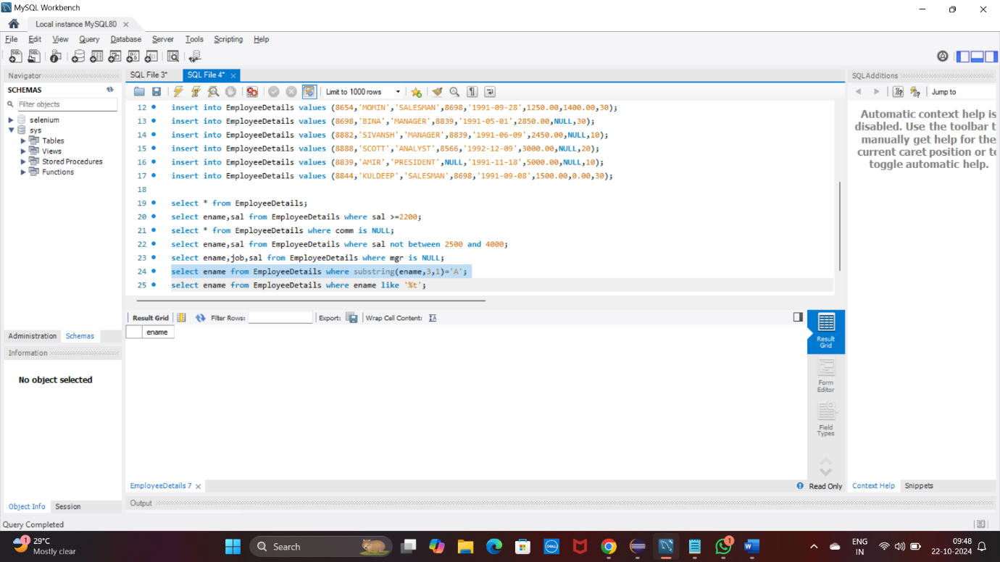 MySQL Workbench
Local instance MySQL80
File Edit View Query Database Server Tools Scripting Help
Navigator
SCHEMAS
Filter objects
selenium
sys
Tables
Views
Stored Procedures
Functions
Administration Schemas
Information
No object selected
Object Info Session
Query Completed
SQL File 3* SQL File 4*
Limit to 1000 rows
12 insert into EmployeeDetails values (8654,'MOMIN','SALESMAN',8698,'1991-09-28',1250.00,1400.00,30);
13 insert into EmployeeDetails values (8698,'BINA','MANAGER',8839,'1991-05-01',2850.00,NULL,30);
14 insert into EmployeeDetails values (8882,'SIVANSH','MANAGER',8839,'1991-06-09',2450.00,NULL,10);
15 insert into EmployeeDetails values (8888,'SCOTT','ANALYST',8566,'1992-12-09',3000.00,NULL,20);
16 insert into EmployeeDetails values (8839,'AMIR','PRESIDENT',NULL,'1991-11-18',5000.00,NULL,10);
17 insert into EmployeeDetails values (8844,'KULDEEP','SALESMAN',8698,'1991-09-08',1500.00,0.00,30);
18
19 select * from EmployeeDetails;
20 select ename,sal from EmployeeDetails where sal >=2200;
21 select * from EmployeeDetails where comm is NULL;
22 select ename,sal from EmployeeDetails where sal not between 2500 and 4000;
23 select ename,job,sal from EmployeeDetails where mgr is NULL;
24 select ename from EmployeeDetails where substring(ename,3,1)='A';
25 select ename from EmployeeDetails where ename like '%t';
Result Grid Filter Rows: Export: Wrap Cell Content:
ename
Result
Grid
Form
Editor
Field
Types
EmployeeDetails 7
Read Only
Output
SQLAdditions
Jump to
Automatic context help is
disabled. Use the toolbar t
manually get help for the
current caret position or to
toggle automatic help.
Context Help Snippets
1
29°C
Mostly clear
Search
DELL
1
ENG
IN
09:48
22-10-2024